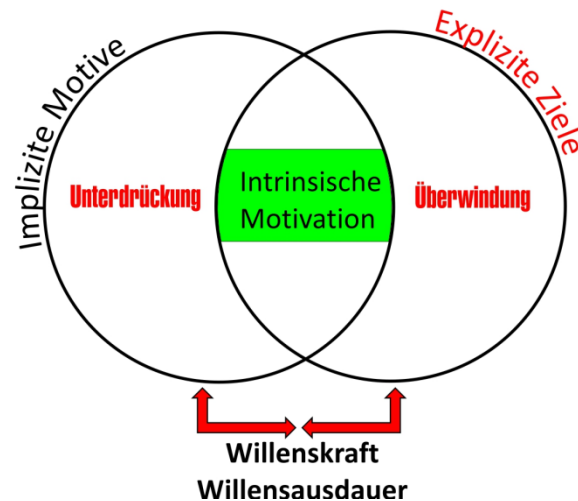 Implizite Motive
Explizite Ziele
Unterdrückung
Intrinsische
Motivation
Überwindung
Willenskraft
Willensausdauer